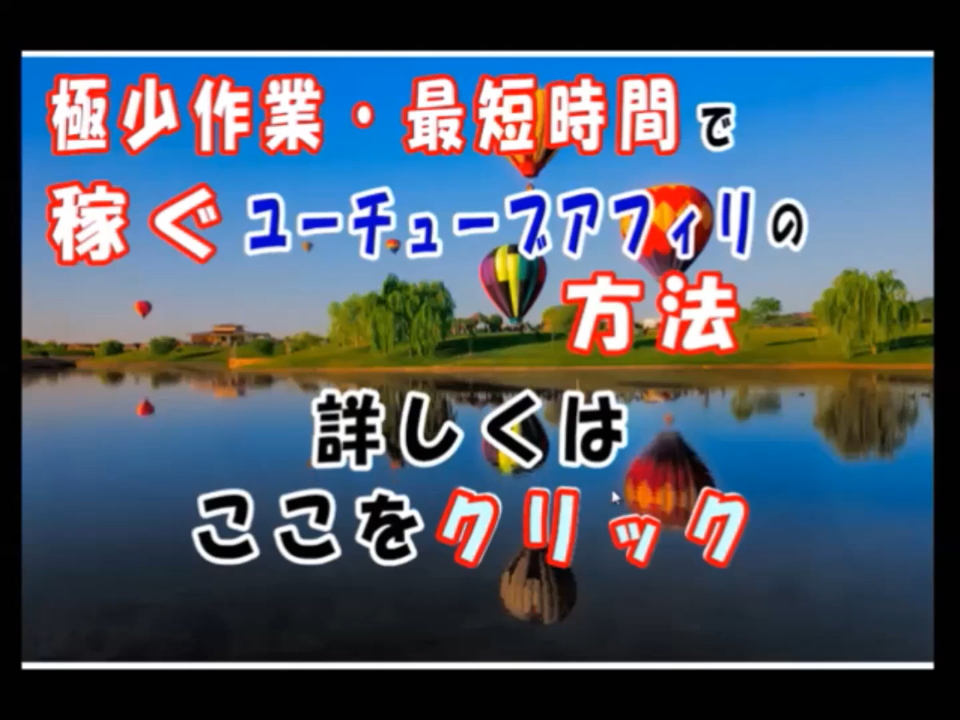 極少作業・最短時間で
稼ぐユーチューブアフィリの
方法
詳しくは
ここをクリック